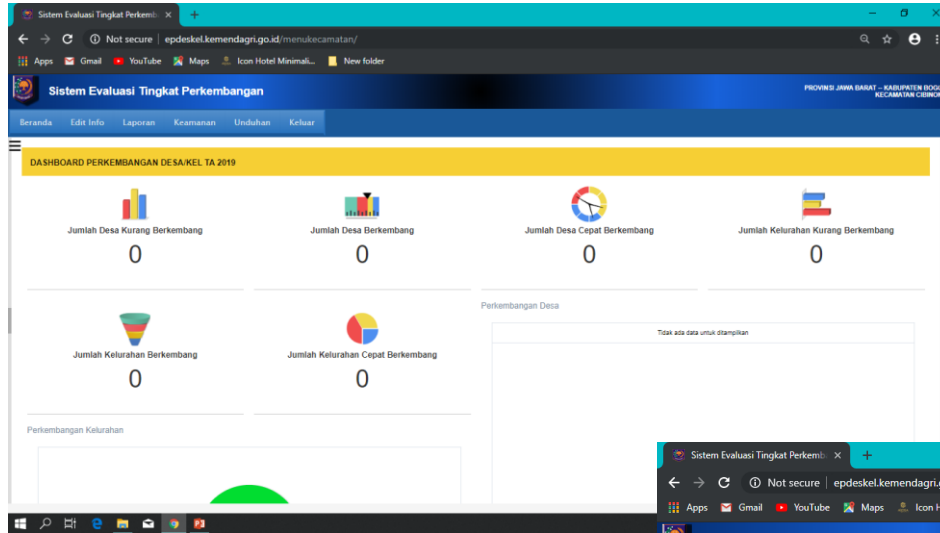 Sistem Evaluasi Tingkat Perkemb
Not secure | epdeskel.kemendagri.go.id/menukecamatan/
Apps Gmail YouTube Maps Icon Hotel Minimali... New folder
Sistem Evaluasi Tingkat Perkembangan
PROVINSI JAWA BARAT – KABUPATEN BOGO
KECAMATAN CIBINON
Beranda Edit Info Laporan Keamanan Unduhan Keluar
DASHBOARD PERKEMBANGAN DESA/KEL TA 2019
Jumlah Desa Kurang Berkembang Jumlah Desa Berkembang Jumlah Desa Cepat Berkembang Jumlah Kelurahan Kurang Berkembang
0 0 0 0
Perkembangan Desa
Tidak ada data untuk ditampilkan
Jumlah Kelurahan Berkembang Jumlah Kelurahan Cepat Berkembang
0 0
Perkembangan Kelurahan
Sistem Evaluasi Tingkat Perkemb
Not secure | epdeskel.kemendagri.g
Apps Gmail YouTube Maps Icon H